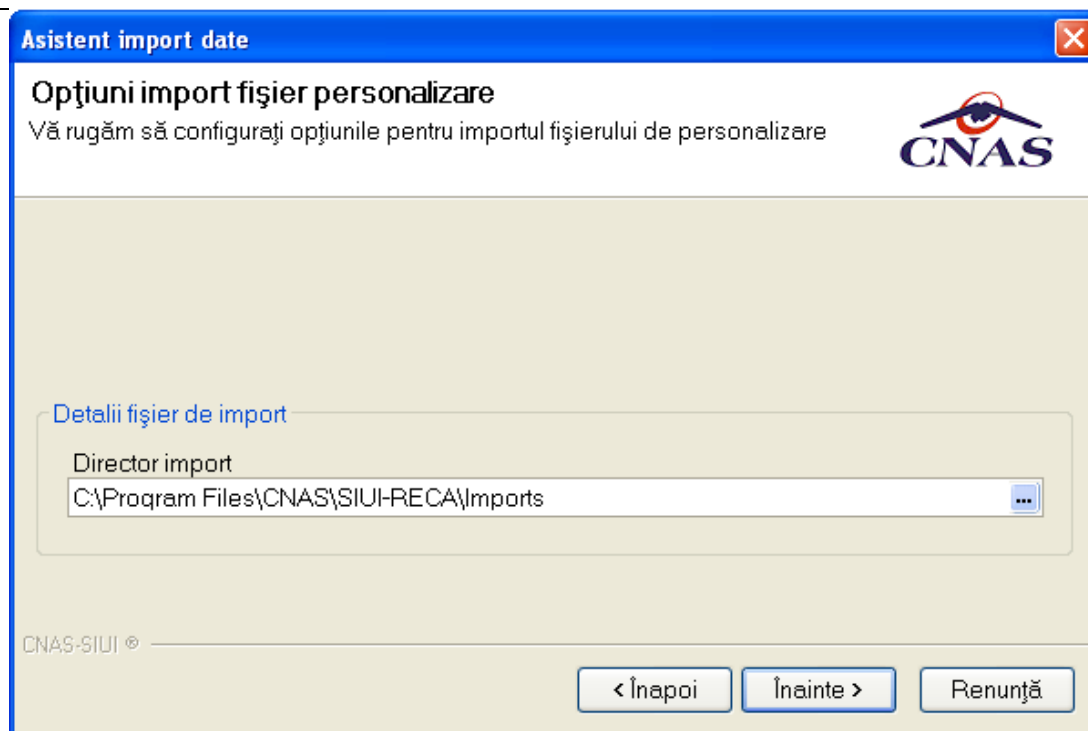 Asistent import date
Opţiuni import fişier personalizare
Vă rugăm să configuraţi opţiunile pentru importul fişierului de personalizare
CNAS
Detalii fişier de import
Director import
C:\Program Files\CNAS\SIUI-RECA\Imports
...
CNAS-SIUI ®
< Înapoi
Înainte >
Renunţă